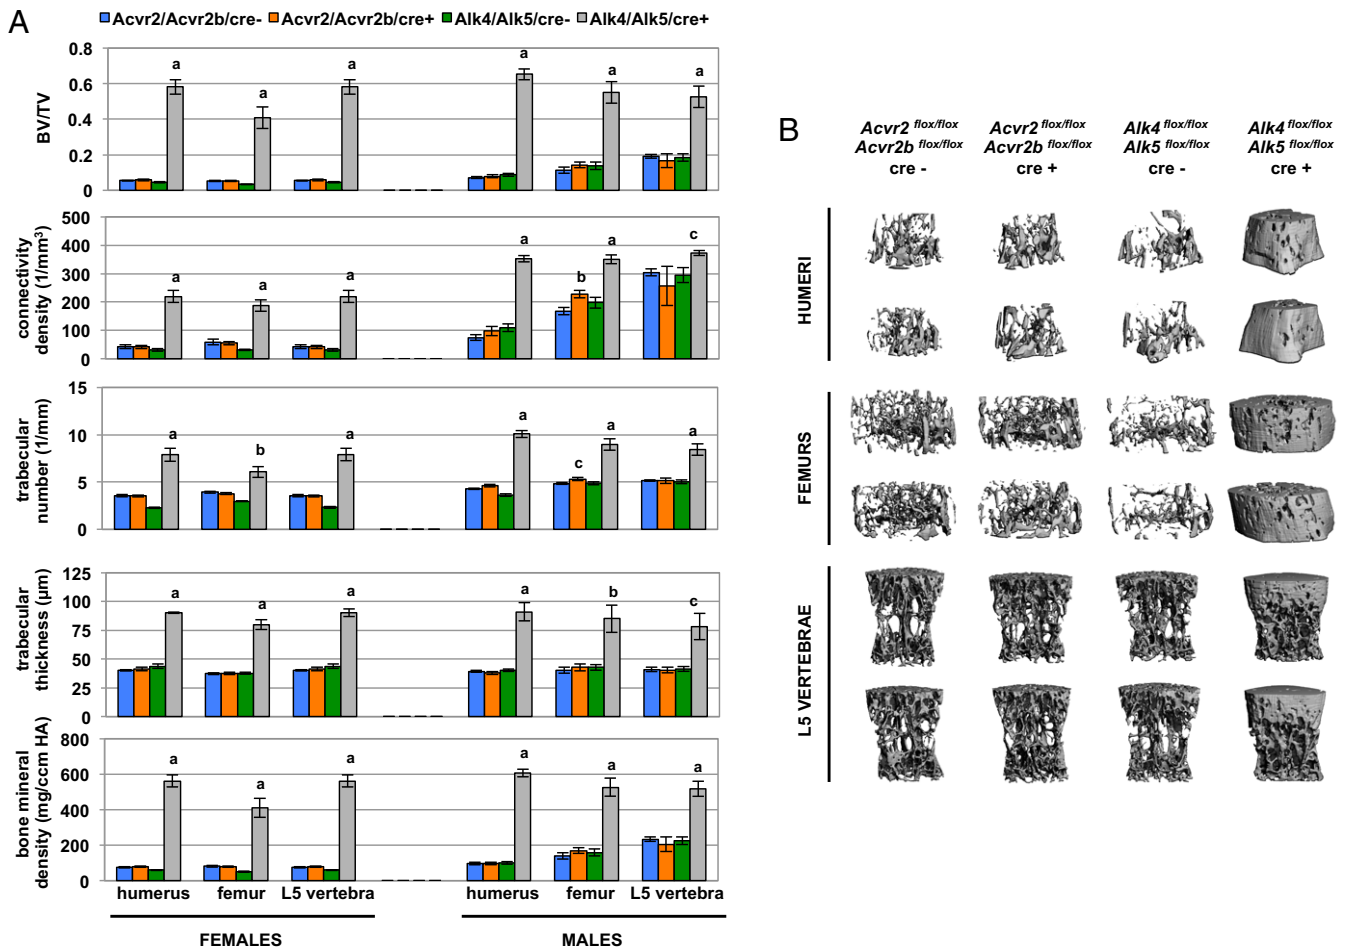 A
Acvr2/Acvr2b/cre- Acvr2/Acvr2b/cre+ Alk4/Alk5/cre- Alk4/Alk5/cre+
BV/TV
0.8
0.6
0.4
0.2
0
a a a a a a
connectivity
density (1/mm³)
500
400
300
200
100
0
a a a a b a c
trabecular
number (1/mm)
15
10
5
0
a b a a c a a
trabecular
thickness (µm)
125
100
75
50
25
0
a a a a b c
bone mineral
density (mg/ccm HA)
800
600
400
200
0
a a a a a a
humerus femur L5 vertebra humerus femur L5 vertebra
FEMALES MALES
B
Acvr2 flox/flox Acvr2 flox/flox Alk4 flox/flox Alk4 flox/flox
Acvr2b flox/flox Acvr2b flox/flox Alk5 flox/flox Alk5 flox/flox
cre - cre + cre - cre +
HUMERI
FEMURS
L5 VERTEBRAE